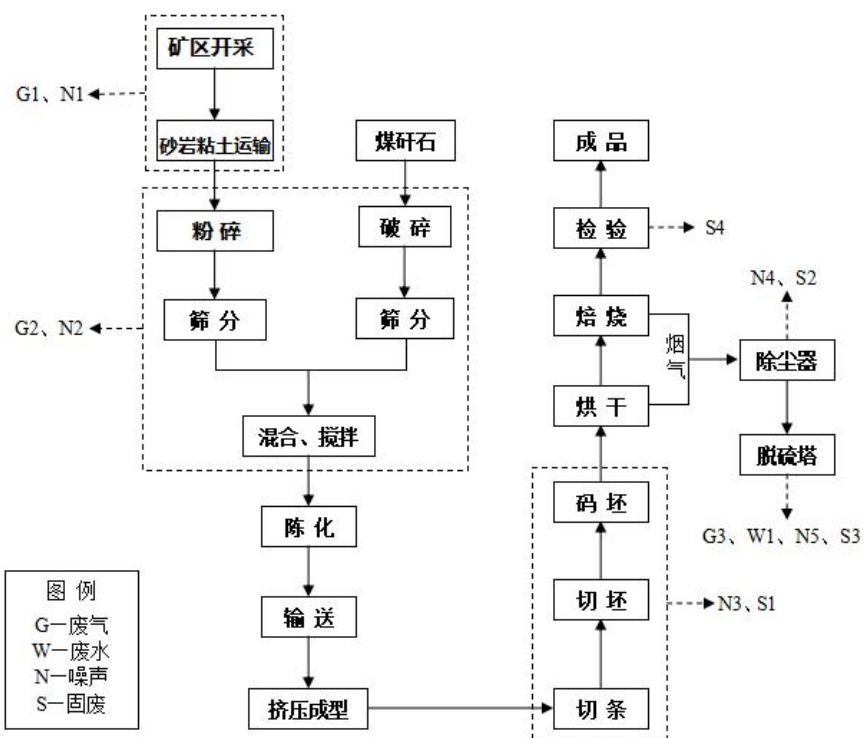 矿区开采
G1、N1
砂岩粘土运输
煤矸石
成 品
粉 碎
破 碎
检 验
S4
N4、S2
G2、N2
筛 分
筛 分
焙 烧
烟气
除尘器
烘 干
混合、搅拌
脱硫塔
码 坯
陈 化
G3、W1、N5、S3
图 例
G—废气
W—废水
N—噪声
S—固废
输 送
切 坯
N3、S1
挤压成型
切 条